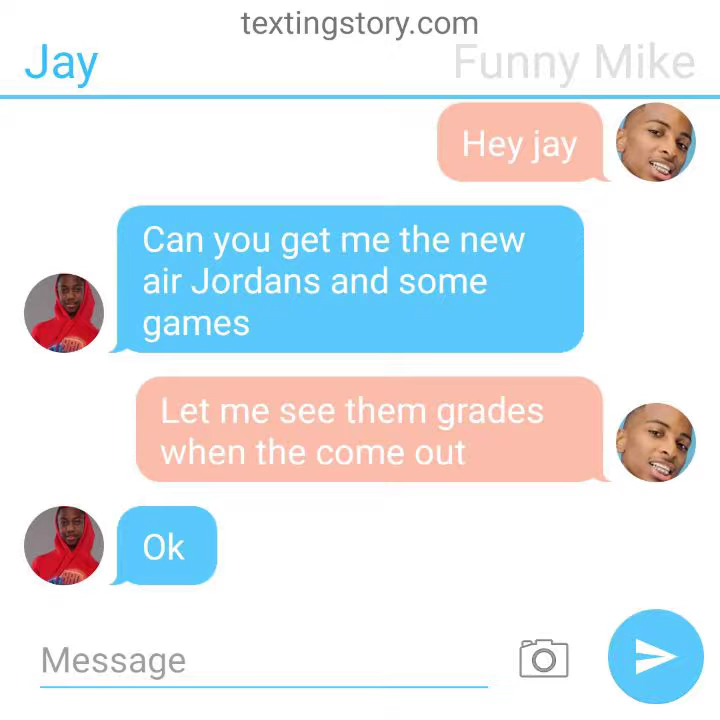 textingstory.com
Jay
Funny Mike
Hey jay
Can you get me the new
air Jordans and some
games
Let me see them grades
when the come out
Ok
Message